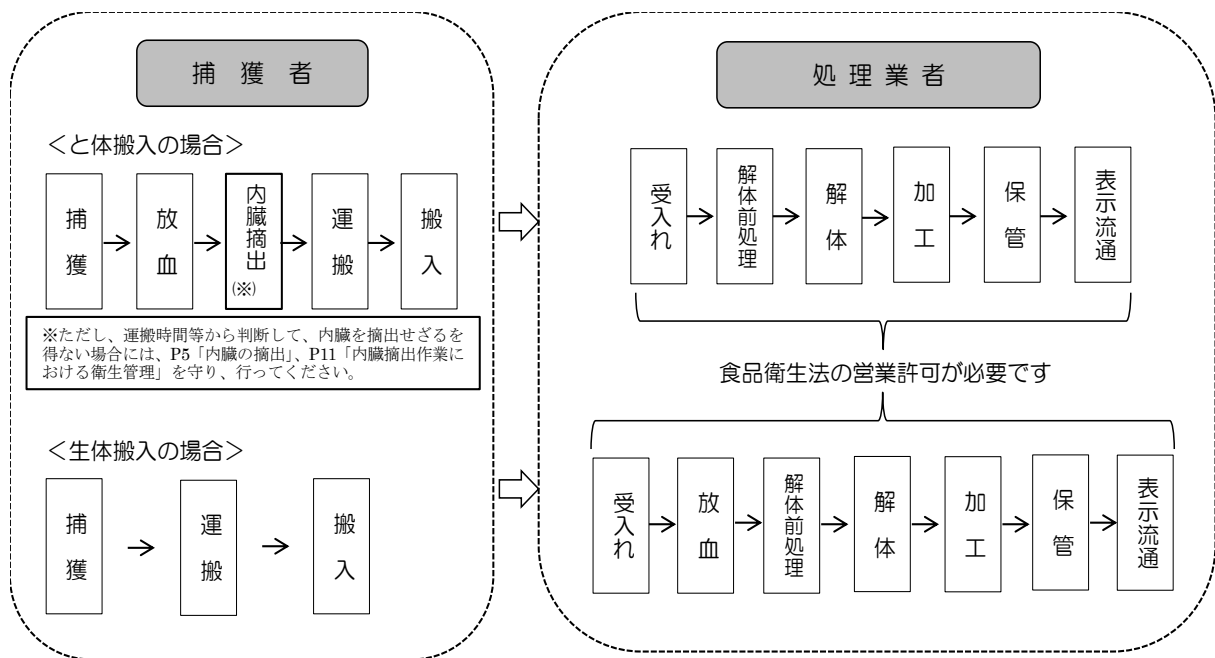 捕獲者
＜と体搬入の場合＞
捕獲
放血
内臓摘出
(※)
運搬
搬入
※ただし、運搬時間等から判断して、内臓を摘出せざるを
得ない場合には、P5「内臓の摘出」、P11「内臓摘出作業に
おける衛生管理」を守り、行ってください。
＜生体搬入の場合＞
捕獲
運搬
搬入
処理業者
受入れ
解体前処理
解体
加工
保管
表示流通
食品衛生法の営業許可が必要です
受入れ
放血
解体前処理
解体
加工
保管
表示流通